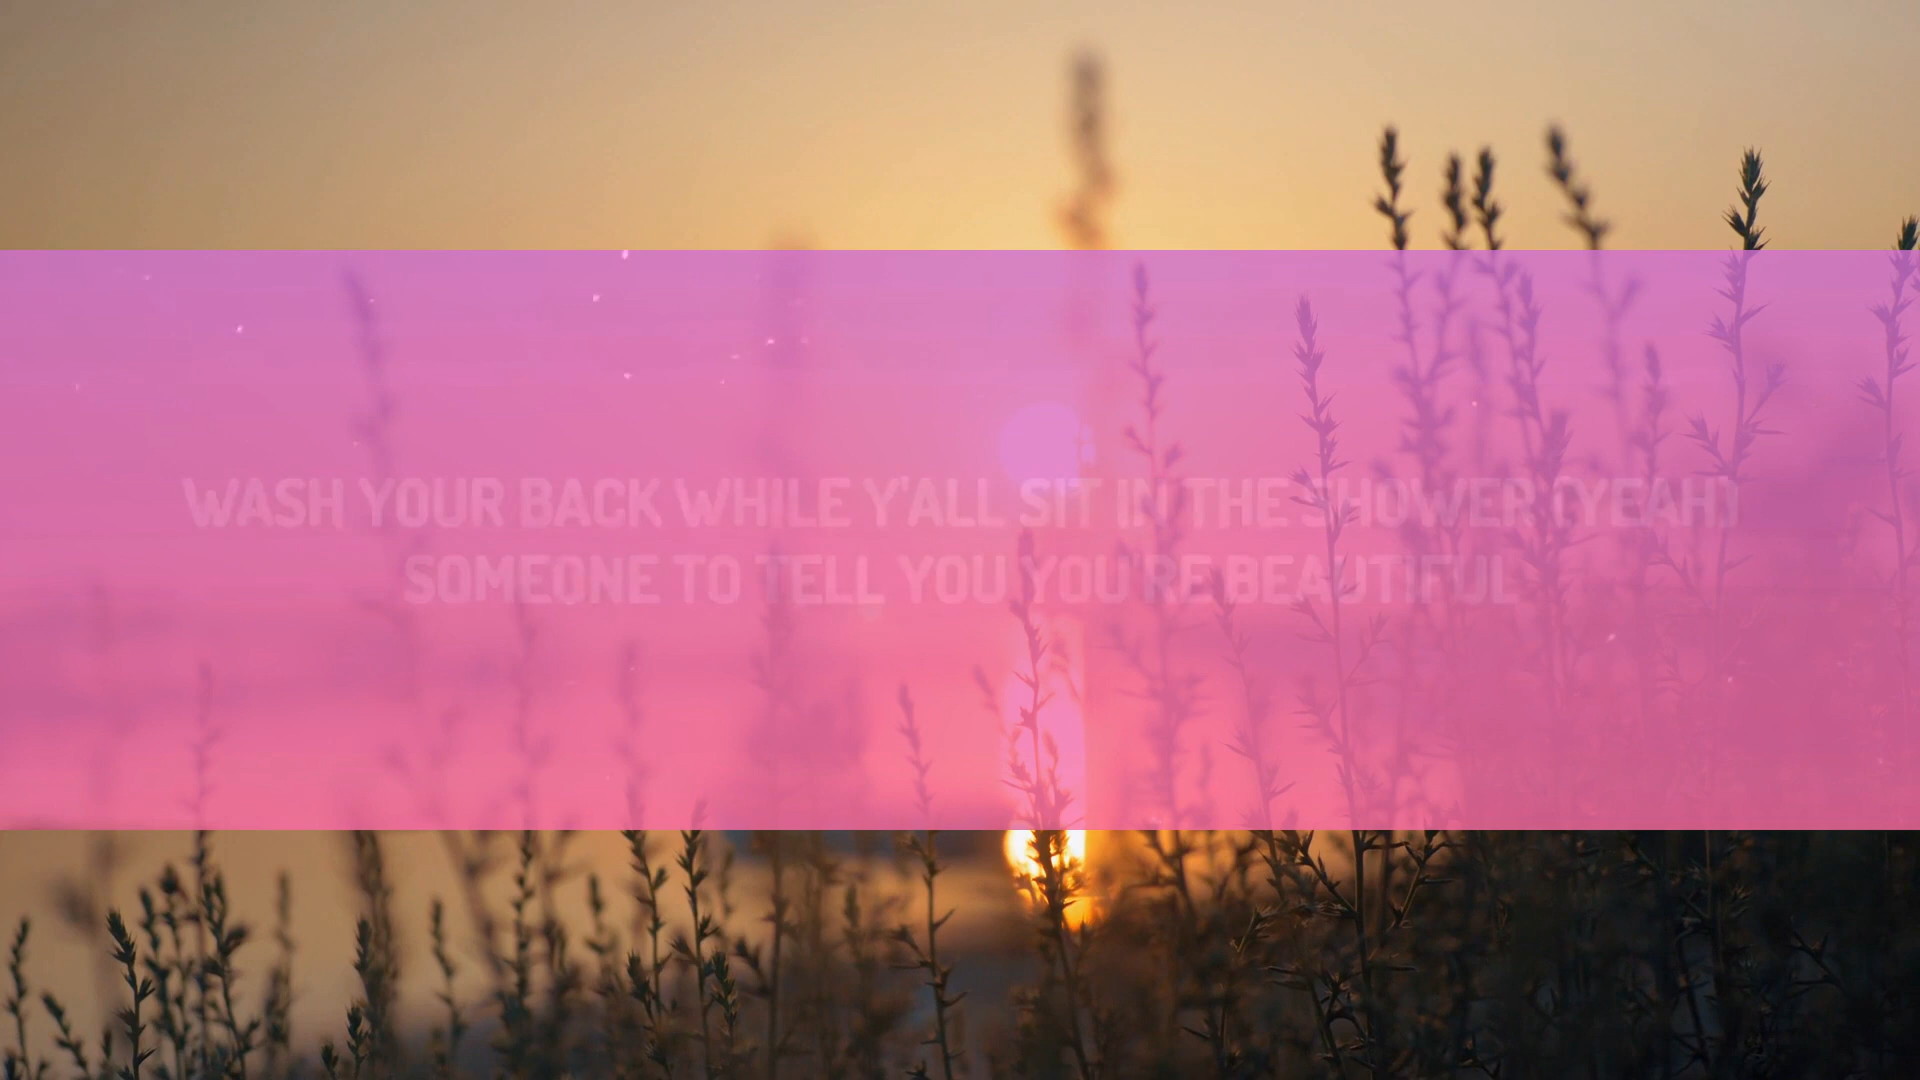 WASH YOUR BACK WHILE Y'ALL SIT IN THE SHOWER (YEAH)
SOMEONE TO TELL YOU YOU'RE BEAUTIFUL